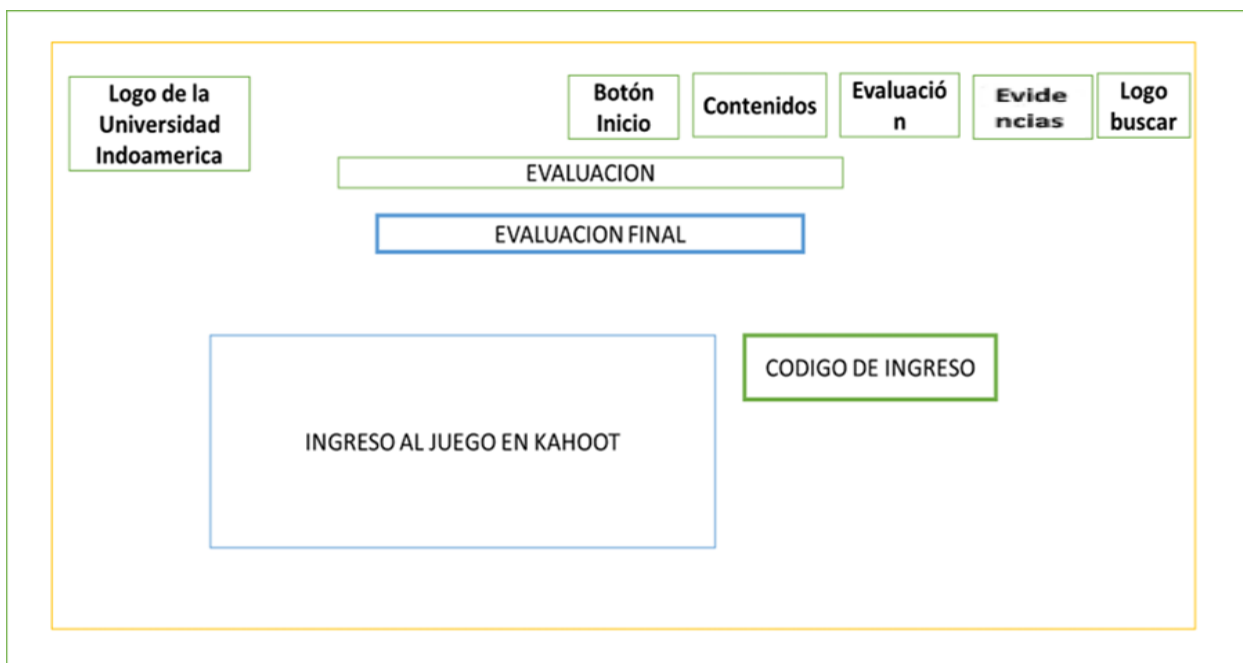 Logo de la
Universidad
Indoamerica
Botón
Inicio
Contenidos
Evaluació
n
Evide
ncias
Logo
buscar
EVALUACION
EVALUACION FINAL
CODIGO DE INGRESO
INGRESO AL JUEGO EN KAHOOT